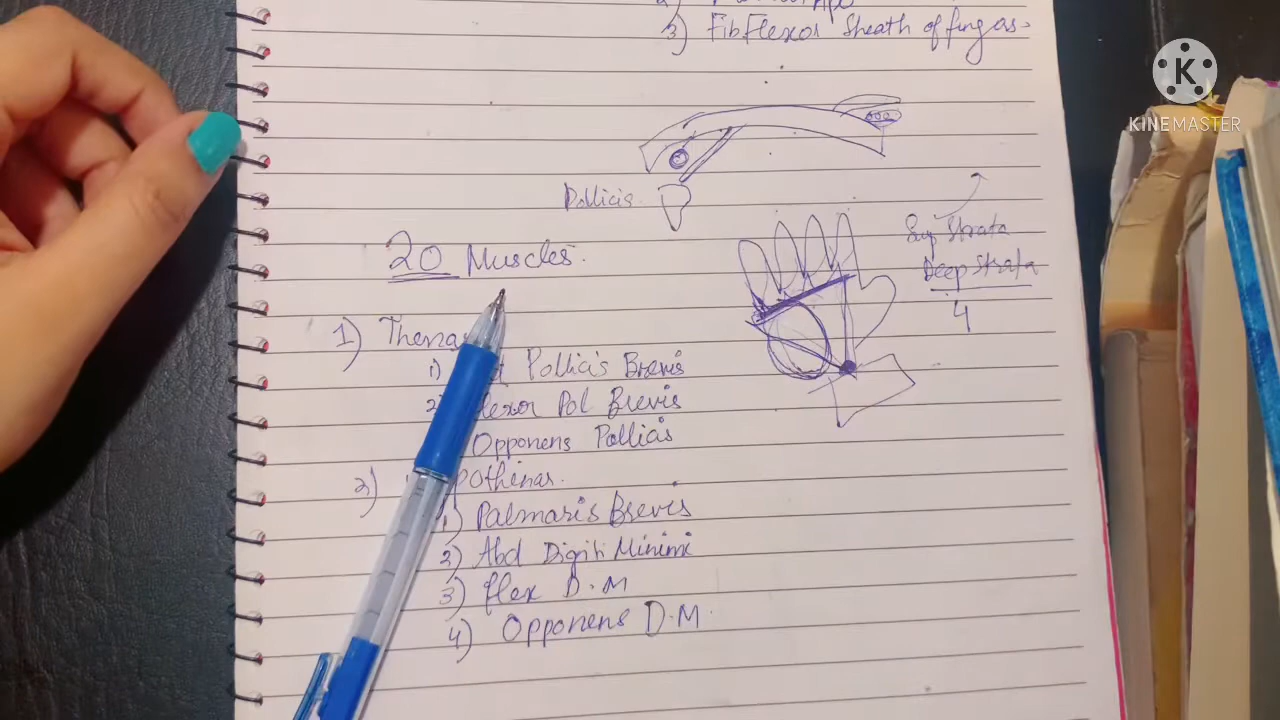 3) Fib Flexor Sheath of fingers-
K
KINEMASTER
Pollicis
Sup Strata
Deep Strata
4
20 Muscles.
1) Thena
1) Pollicis Brevis
2) lexor Pol Brevis
Opponens Pollicis
2) pothenar.
1) Palmaris Brevis
2) Abd Digiti Minimi
3) flex D.M
4) Opponens D.M.